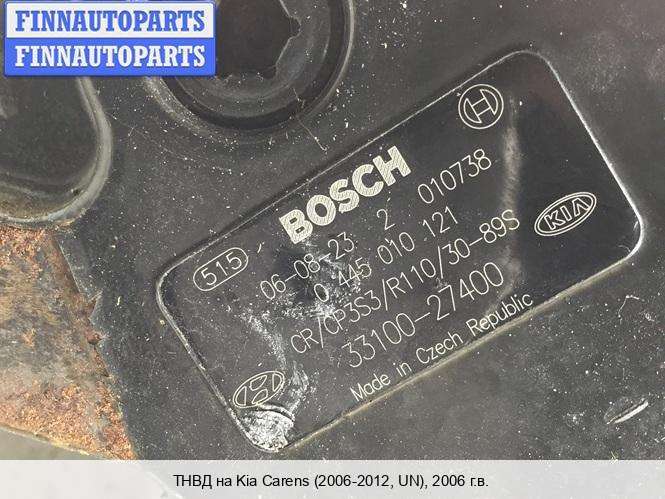 FINNAUTOPARTS
FINNAUTOPARTS
BOSCH
515
06-08-23 2 010738
0 445 010 121
CR/CP3S3/R110/30-89S
KIA
33100-27400
Made in Czech Republic
ТНВД на Kia Carens (2006-2012, UN), 2006 г.в.